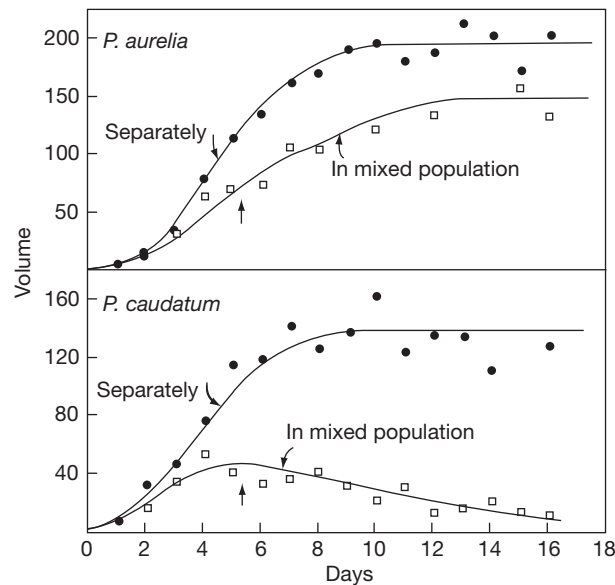 200
P. aurelia
150
Separately
100
In mixed population
50
Volume
160
P. caudatum
120
Separately
80
In mixed population
40
0 2 4 6 8 10 12 14 16 18
Days